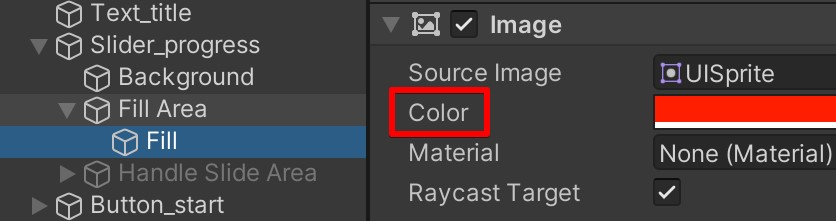 Text_title
Slider_progress
Background
Fill Area
Fill
Handle Slide Area
Button_start
Image
Source Image
UISprite
Color
Material
None (Material)
Raycast Target